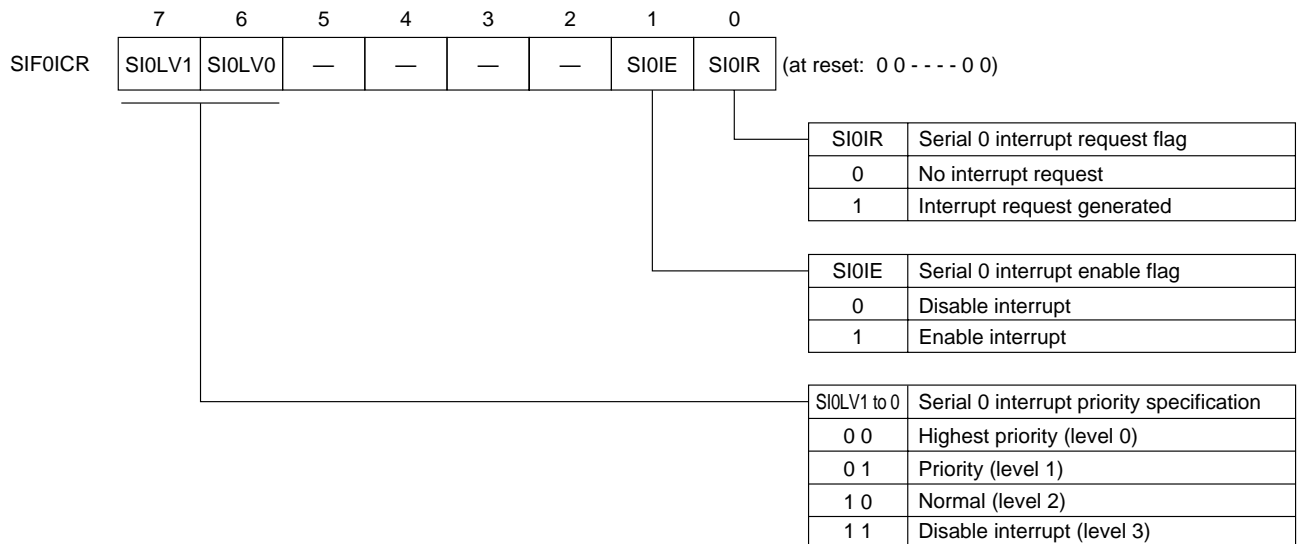 7 6 5 4 3 2 1 0
SIF0ICR SI0LV1 SI0LV0 — — — — SI0IE SI0IR (at reset: 0 0 - - - - 0 0)
SI0IR Serial 0 interrupt request flag
0 No interrupt request
1 Interrupt request generated
SI0IE Serial 0 interrupt enable flag
0 Disable interrupt
1 Enable interrupt
SI0LV1 to 0 Serial 0 interrupt priority specification
0 0 Highest priority (level 0)
0 1 Priority (level 1)
1 0 Normal (level 2)
1 1 Disable interrupt (level 3)